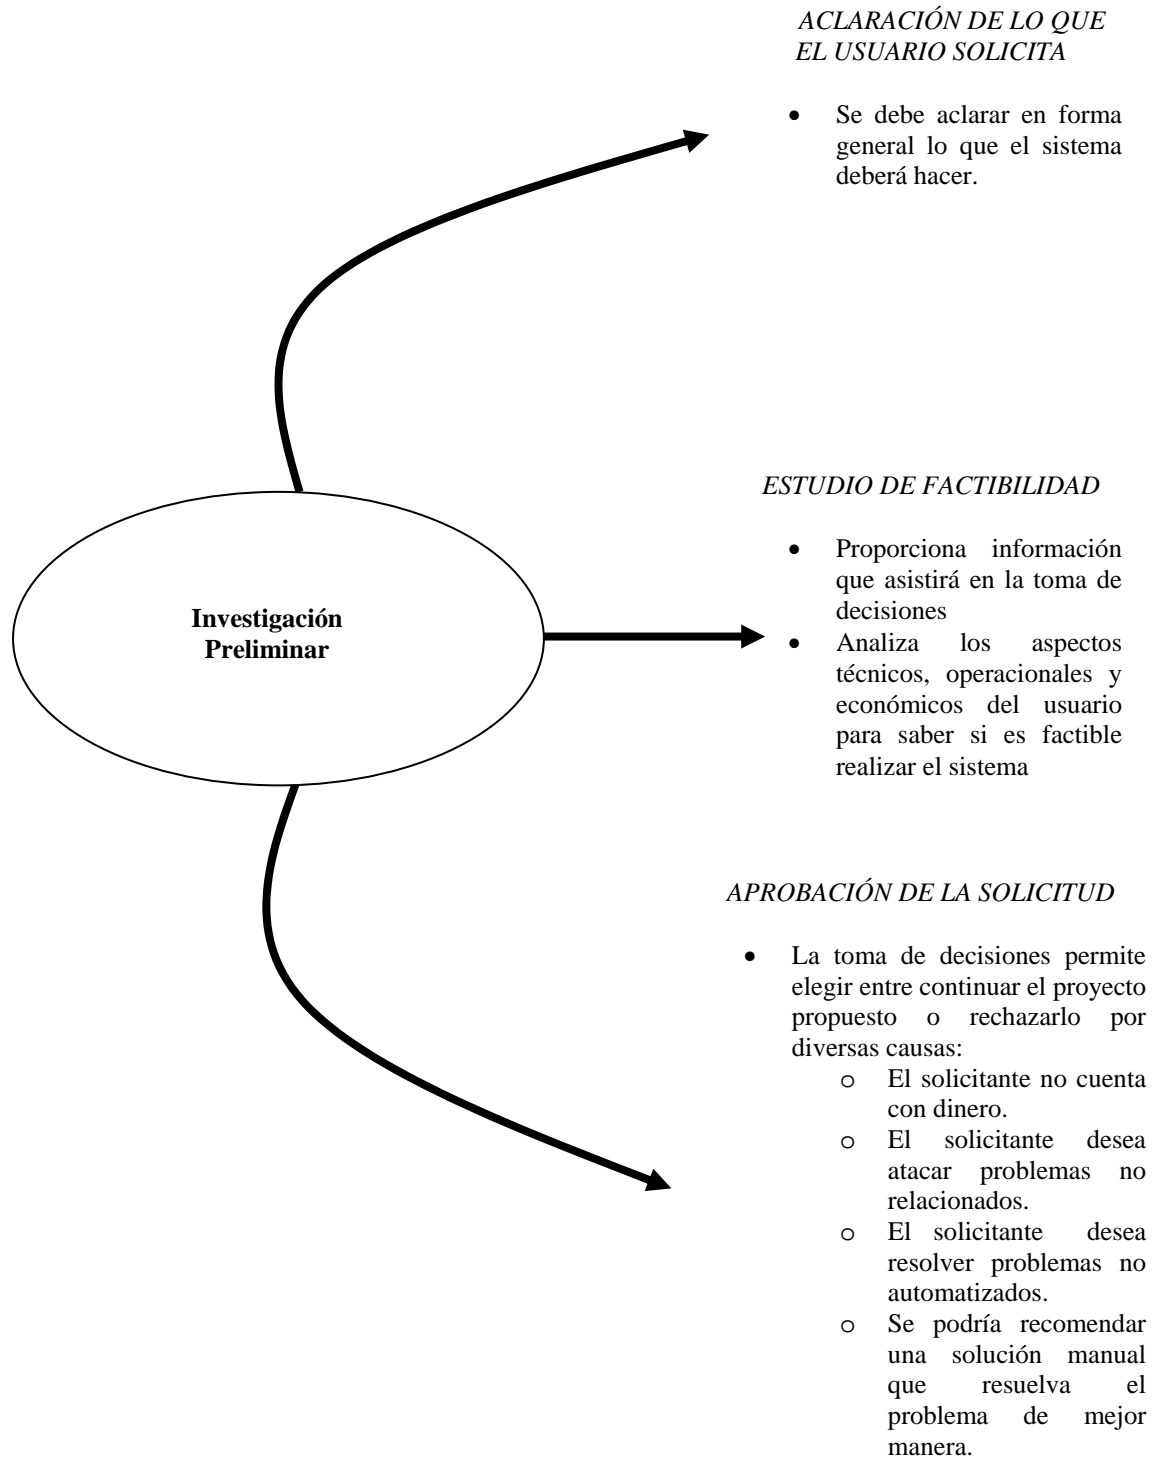 ACLARACIÓN DE LO QUE
EL USUARIO SOLICITA
• Se debe aclarar en forma
general lo que el sistema
deberá hacer.
Investigación
Preliminar
ESTUDIO DE FACTIBILIDAD
• Proporciona información
que asistirá en la toma de
decisiones
• Analiza los aspectos
técnicos, operacionales y
económicos del usuario
para saber si es factible
realizar el sistema
APROBACIÓN DE LA SOLICITUD
• La toma de decisiones permite
elegir entre continuar el proyecto
propuesto o rechazarlo por
diversas causas:
o El solicitante no cuenta
con dinero.
o El solicitante desea
atacar problemas no
relacionados.
o El solicitante desea
resolver problemas no
automatizados.
o Se podría recomendar
una solución manual
que resuelva el
problema de mejor
manera.